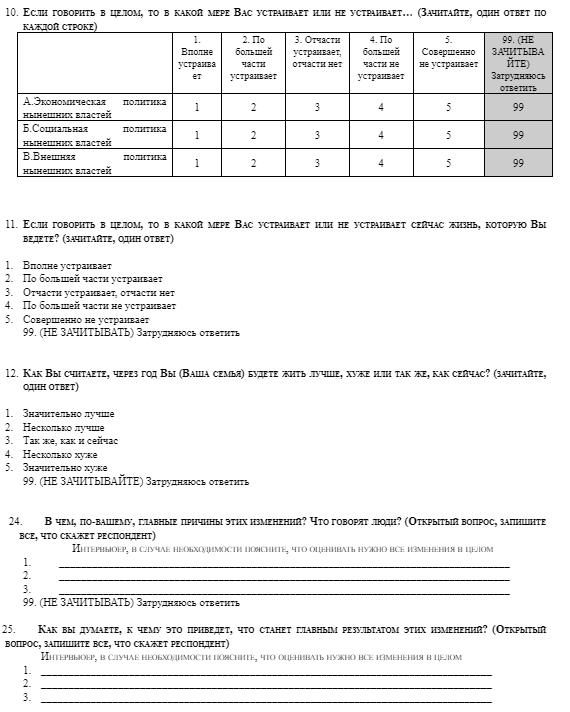 10. Если говорить в целом, то в какой мере Вас устраивает или не устраивает… (Зачитайте, один ответ по
каждой строке)
1. Вполне устраивает
2. По большей части устраивает
3. Отчасти устраивает, отчасти нет
4. По большей части не устраивает
5. Совершенно не устраивает
99. (НЕ ЗАЧИТЫВАЙТЕ) Затрудняюсь ответить
А.Экономическая политика нынешних властей 1 2 3 4 5 99
Б.Социальная политика нынешних властей 1 2 3 4 5 99
В.Внешняя политика нынешних властей 1 2 3 4 5 99
11. Если говорить в целом, то в какой мере Вас устраивает или не устраивает сейчас жизнь, которую Вы
ведете? (зачитайте, один ответ)
1. Вполне устраивает
2. По большей части устраивает
3. Отчасти устраивает, отчасти нет
4. По большей части не устраивает
5. Совершенно не устраивает
99. (НЕ ЗАЧИТЫВАТЬ) Затрудняюсь ответить
12. Как Вы считаете, через год Вы (Ваша семья) будете жить лучше, хуже или так же, как сейчас? (зачитайте,
один ответ)
1. Значительно лучше
2. Несколько лучше
3. Так же, как и сейчас
4. Несколько хуже
5. Значительно хуже
99. (НЕ ЗАЧИТЫВАЙТЕ) Затрудняюсь ответить
24. В чем, по-вашему, главные причины этих изменений? Что говорят люди? (Открытый вопрос, запишите
все, что скажет респондент)
Интервьюер, в случае необходимости поясните, что оценивать нужно все изменения в целом
1.
2.
3.
99. (НЕ ЗАЧИТЫВАТЬ) Затрудняюсь ответить
25. Как вы думаете, к чему это приведет, что станет главным результатом этих изменений? (Открытый
вопрос, запишите все, что скажет респондент)
Интервьюер, в случае необходимости поясните, что оценивать нужно все изменения в целом
1.
2.
3.